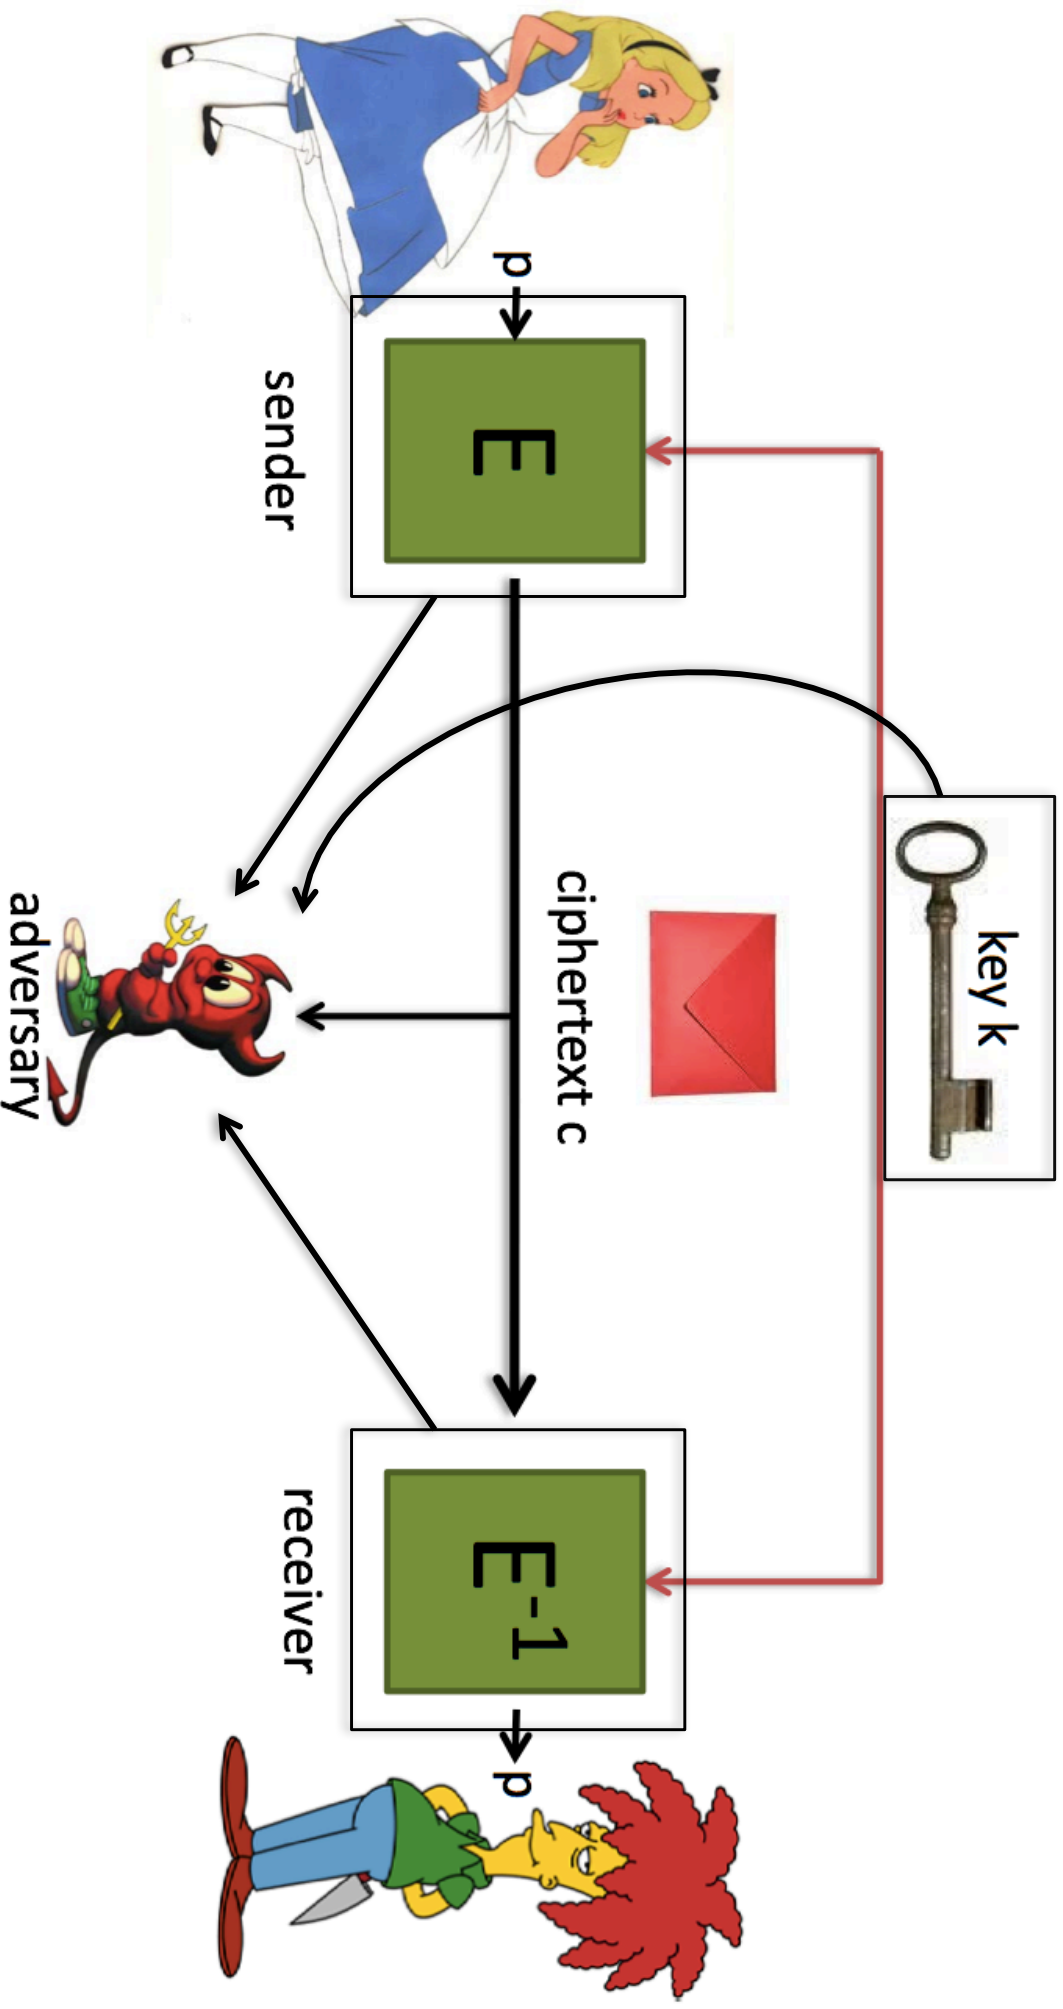 key k
ciphertext c
p
E
E-1
p
sender
receiver
adversary